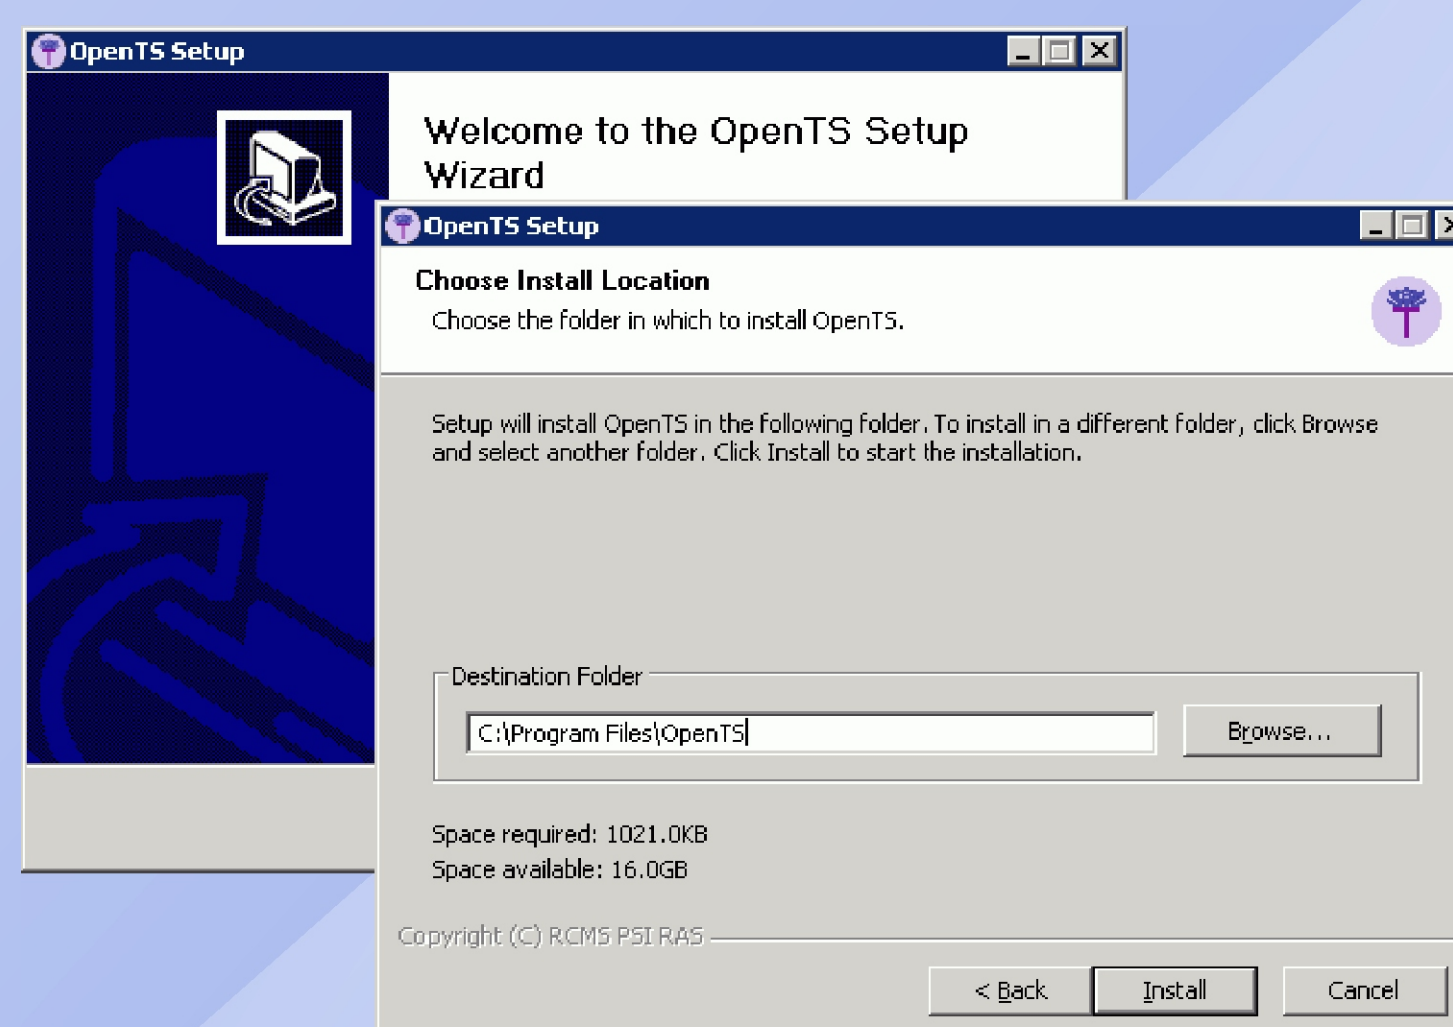 OpenTS Setup
Welcome to the OpenTS Setup
Wizard
OpenTS Setup
Choose Install Location
Choose the folder in which to install OpenTS.
Setup will install OpenTS in the following folder. To install in a different folder, click Browse
and select another folder. Click Install to start the installation.
Destination Folder
C:\Program Files\OpenTS
Browse...
Space required: 1021.0KB
Space available: 16.0GB
Copyright (C) RCMS PSI RAS
< Back Install Cancel